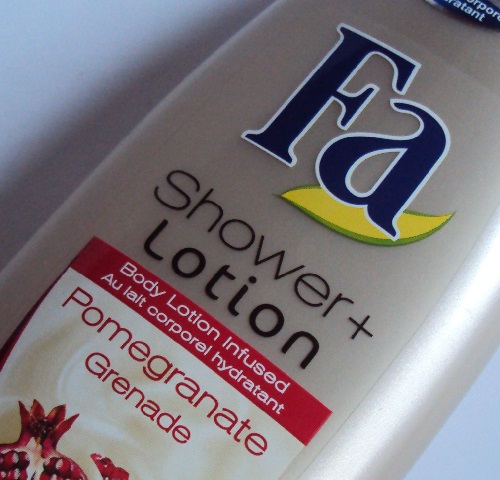 Fa
Shower+
Lotion
Body Lotion Infused
Au lait corporel hydratant
Pomegranate
Grenade